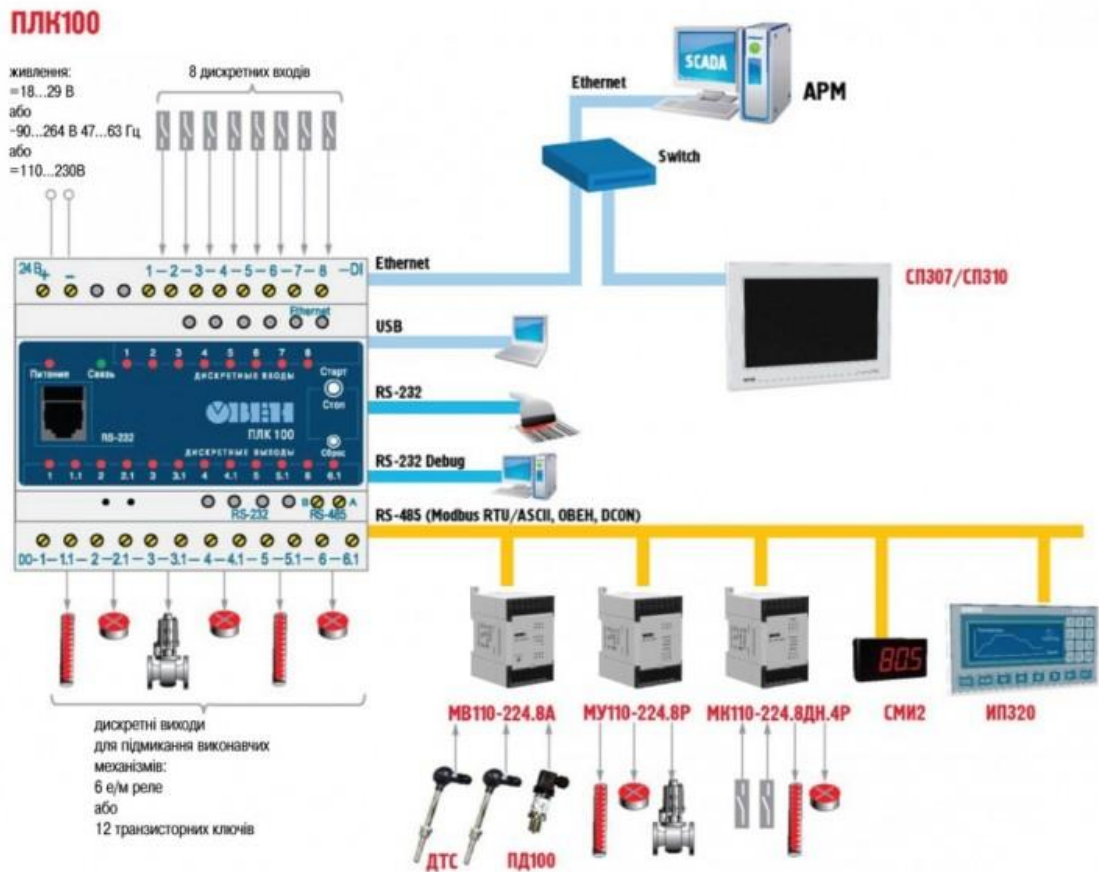 ПЛК100
живлення:
=18...29 В
або
~90...264 В 47...63 Гц
або
=110...230В
8 дискретних входів
SCADA
Ethernet
АРМ
Switch
24 В
+ -
1-2-3-4-5-6-7-8 -DI
Ethernet
Ethernet
СП307/СП310
USB
1 2 3 4 5 6 7 8
Питание Связь ДИСКРЕТНЫЕ ВХОДЫ Старт
Стоп
ОВЕН
ПЛК 100
RS-232
ДИСКРЕТНЫЕ ВЫХОДЫ Сброс
1 1.1 2 2.1 3 3.1 4 4.1 5 5.1 6 6.1
RS-232
RS-232 Debug
B A
RS-232 RS-485
RS-485 (Modbus RTU/ASCII, ОВЕН, DCON)
DO-1-1.1-2-2.1 3-3.1-4-4.1-5-5.1-6-6.1
80.5
МВ110-224.8А МУ110-224.8Р МК110-224.8ДН.4Р СМИ2 ИП320
дискретні виходи
для підмикання виконавчих
механізмів:
6 е/м реле
або
12 транзисторних ключів
ДТС ПД100